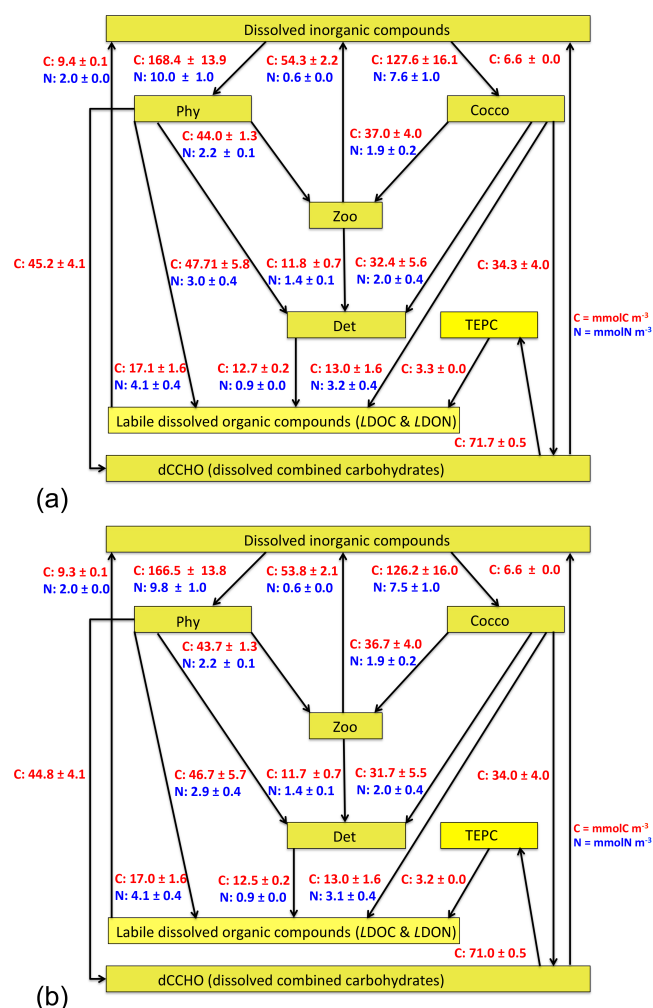 Dissolved inorganic compounds
C: 9.4 ± 0.1
N: 2.0 ± 0.0
C: 168.4 ± 13.9
N: 10.0 ± 1.0
C: 54.3 ± 2.2
N: 0.6 ± 0.0
C: 127.6 ± 16.1
N: 7.6 ± 1.0
C: 6.6 ± 0.0
Phy
Cocco
C: 44.0 ± 1.3
N: 2.2 ± 0.1
C: 37.0 ± 4.0
N: 1.9 ± 0.2
Zoo
C: 45.2 ± 4.1
C: 47.71 ± 5.8
N: 3.0 ± 0.4
C: 11.8 ± 0.7
N: 1.4 ± 0.1
C: 32.4 ± 5.6
N: 2.0 ± 0.4
C: 34.3 ± 4.0
Det
TEPC
C = mmolC m⁻³
N = mmolN m⁻³
C: 17.1 ± 1.6
N: 4.1 ± 0.4
C: 12.7 ± 0.2
N: 0.9 ± 0.0
C: 13.0 ± 1.6
N: 3.2 ± 0.4
C: 3.3 ± 0.0
Labile dissolved organic compounds (LDOC & LDON)
C: 71.7 ± 0.5
dCCHO (dissolved combined carbohydrates)
(a)
Dissolved inorganic compounds
C: 9.3 ± 0.1
N: 2.0 ± 0.0
C: 166.5 ± 13.8
N: 9.8 ± 1.0
C: 53.8 ± 2.1
N: 0.6 ± 0.0
C: 126.2 ± 16.0
N: 7.5 ± 1.0
C: 6.6 ± 0.0
Phy
Cocco
C: 43.7 ± 1.3
N: 2.2 ± 0.1
C: 36.7 ± 4.0
N: 1.9 ± 0.2
Zoo
C: 44.8 ± 4.1
C: 46.7 ± 5.7
N: 2.9 ± 0.4
C: 11.7 ± 0.7
N: 1.4 ± 0.1
C: 31.7 ± 5.5
N: 2.0 ± 0.4
C: 34.0 ± 4.0
Det
TEPC
C = mmolC m⁻³
N = mmolN m⁻³
C: 17.0 ± 1.6
N: 4.1 ± 0.4
C: 12.5 ± 0.2
N: 0.9 ± 0.0
C: 13.0 ± 1.6
N: 3.1 ± 0.4
C: 3.2 ± 0.0
Labile dissolved organic compounds (LDOC & LDON)
C: 71.0 ± 0.5
dCCHO (dissolved combined carbohydrates)
(b)